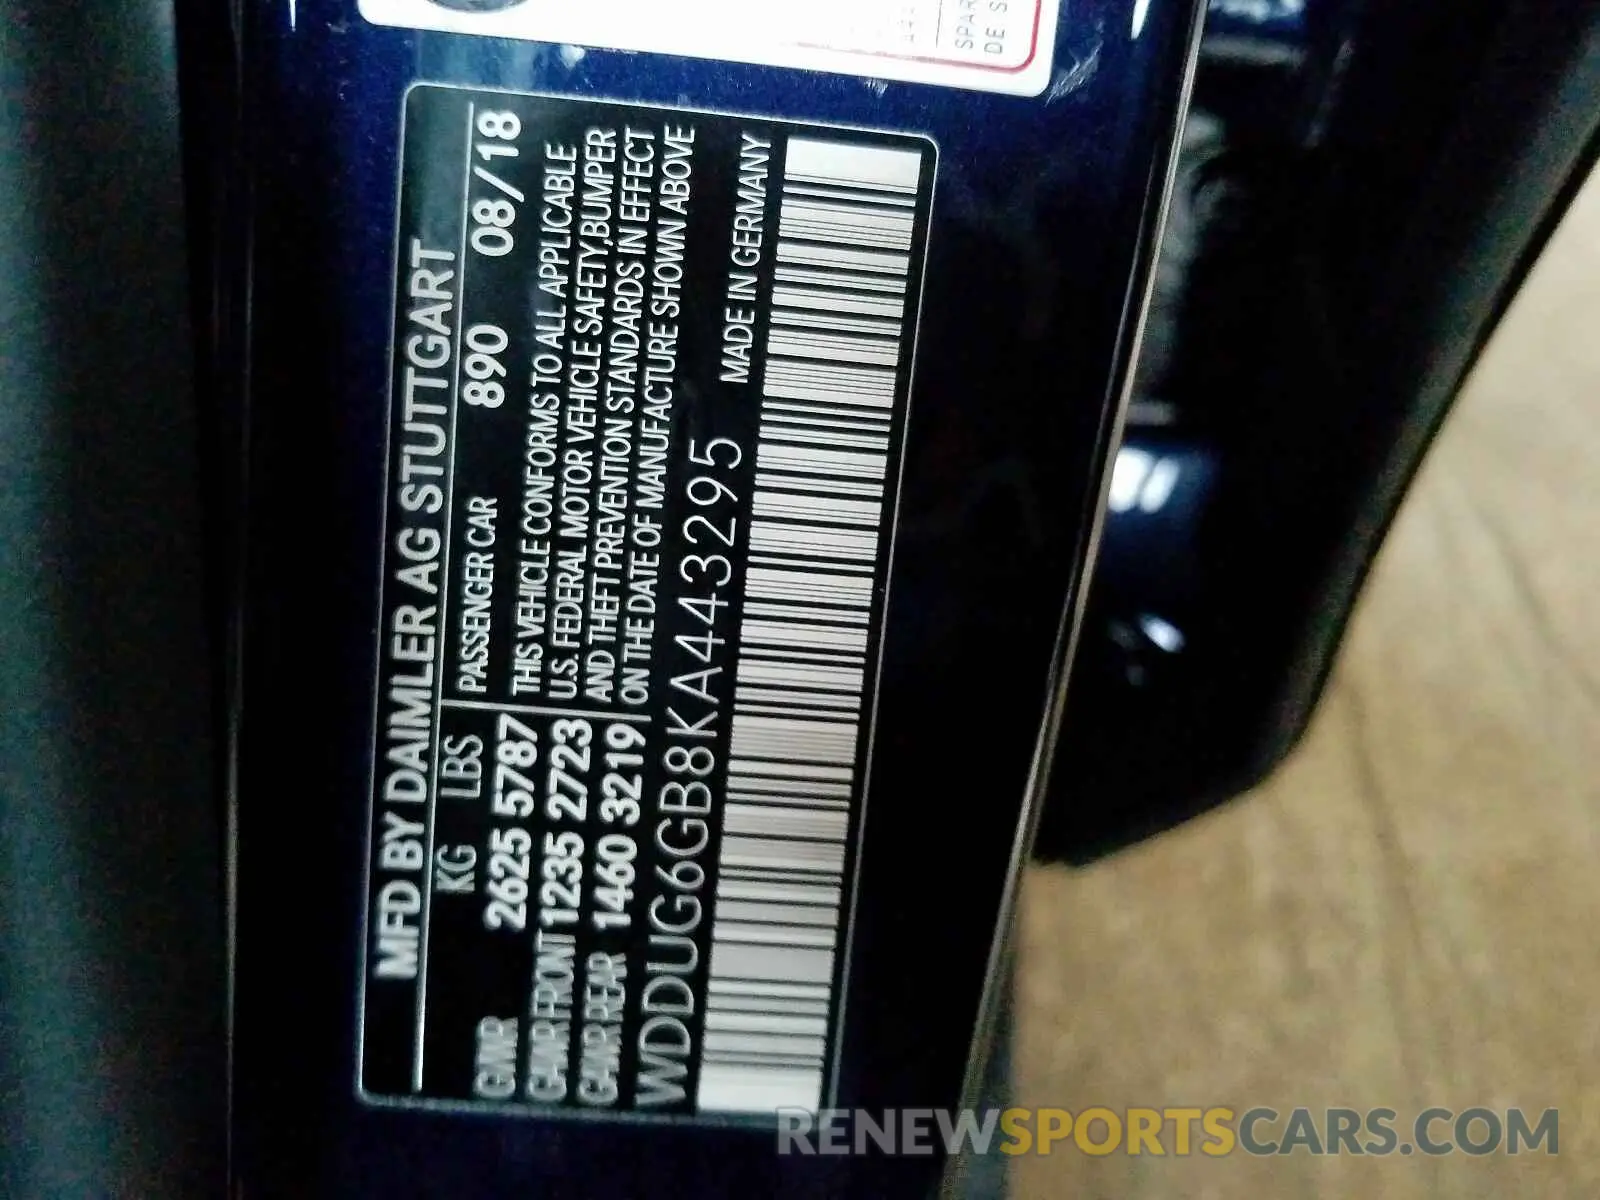 SPAR
DE S
MFD BY DAIMLER AG STUTTGART
KG LBS PASSENGER CAR 890 08/18
GVWR 2625 5787 THIS VEHICLE CONFORMS TO ALL APPLICABLE
GAWR FRONT 1235 2723 U.S. FEDERAL MOTOR VEHICLE SAFETY,BUMPER
GAWR REAR 1460 3219 AND THEFT PREVENTION STANDARDS IN EFFECT
ON THE DATE OF MANUFACTURE SHOWN ABOVE
WDDUG6GB8KA443295 MADE IN GERMANY
RENEWSPORTSCARS.COM